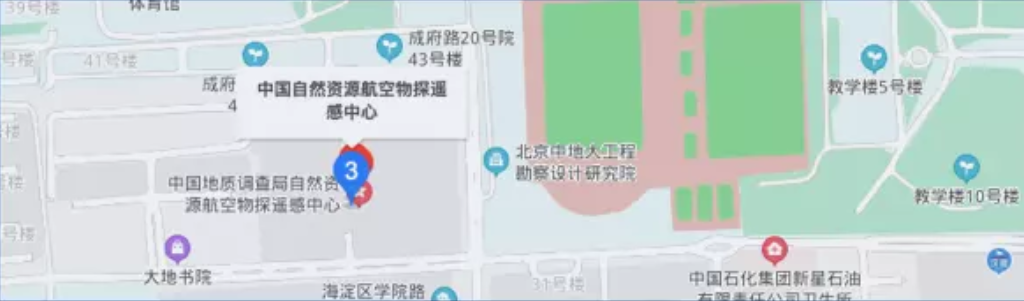 39号楼
体育馆
41号楼
成府路20号院
43号楼
成府
4
中国自然资源航空物探遥
感中心
教学楼5号楼
北京中地大工程
勘察设计研究院
3
中国地质调查局自然资
源航空物探遥感中心
号楼
教学楼10号楼
号楼
大地书院
中国石化集团新星石油
有限责任公司卫生所
31号楼
海淀区学院路